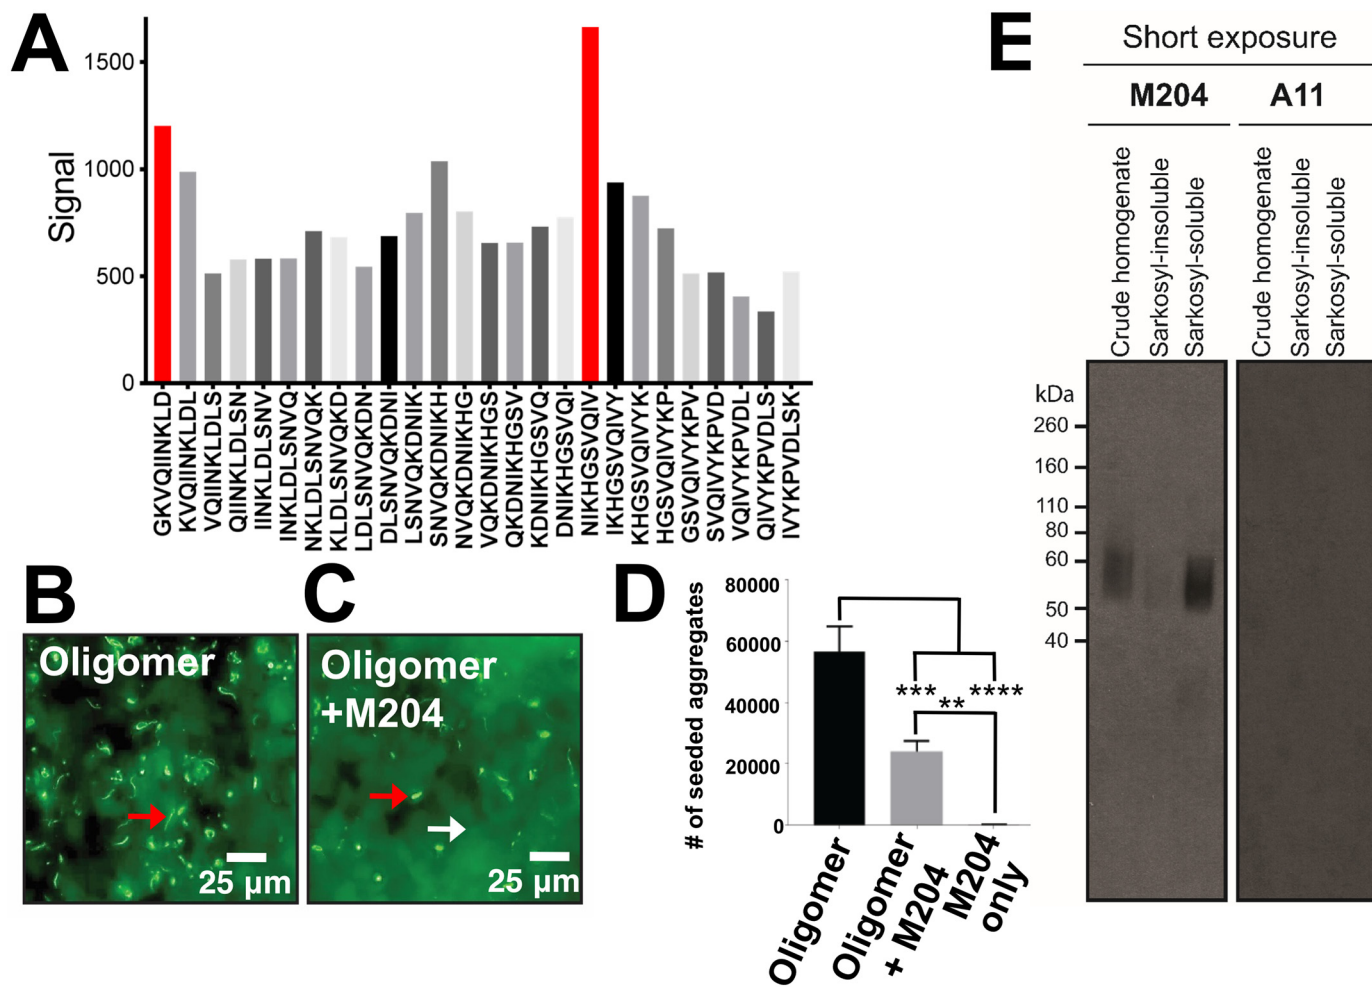 A
Signal
1500
1000
500
0
GKVQIINKLD
KVQIINKLDL
VQIINKLDLS
QIINKLDLSN
IINKLDLSNV
INKLDLSNVQ
NKLDLSNVQK
KLDLSNVQKD
LDLSNVQKDN
DLSNVQKDNI
LSNVQKDNIK
SNVQKDNIKH
NVQKDNIKHG
VQKDNIKHGS
QKDNIKHGSV
KDNIKHGSVQ
DNIKHGSVQI
NIKHGSVQIV
IKHGSVQIVY
KHGSVQIVYK
HGSVQIVYKP
GSVQIVYKPV
SVQIVYKPVD
VQIVYKPVDL
QIVYKPVDLS
IVYKPVDLSK
B
Oligomer
25 µm
C
Oligomer
+M204
25 µm
D
# of seeded aggregates
80000
60000
40000
20000
0
***
**
****
Oligomer
Oligomer
+ M204
M204
only
E
Short exposure
M204
A11
Crude homogenate
Sarkosyl-insoluble
Sarkosyl-soluble
Crude homogenate
Sarkosyl-insoluble
Sarkosyl-soluble
kDa
260
160
110
80
60
50
40